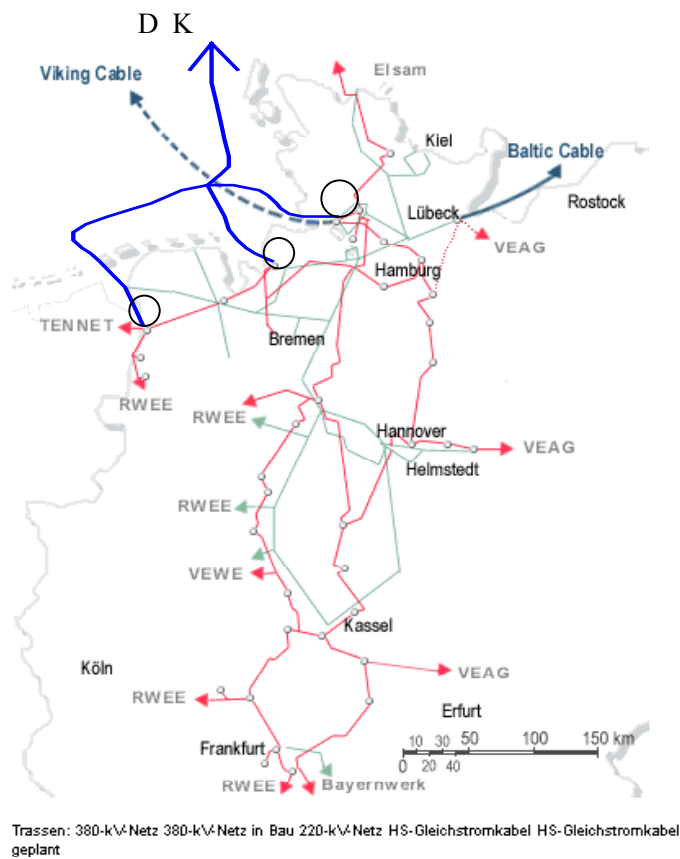 D K
Viking Cable
Elsam
Kiel
Baltic Cable
Rostock
Lübeck
VEAG
Hamburg
TENNET
Bremen
RWEE
RWEE
Hannover
VEAG
Helmstedt
RWEE
VEWE
Kassel
Köln
VEAG
RWEE
Erfurt
Frankfurt
10 30 50 100 150 km
0 20 40
RWEE
Bayernwerk
Trassen: 380-kV-Netz 380-kV-Netz in Bau 220-kV-Netz HS-Gleichstromkabel HS-Gleichstromkabel
geplant